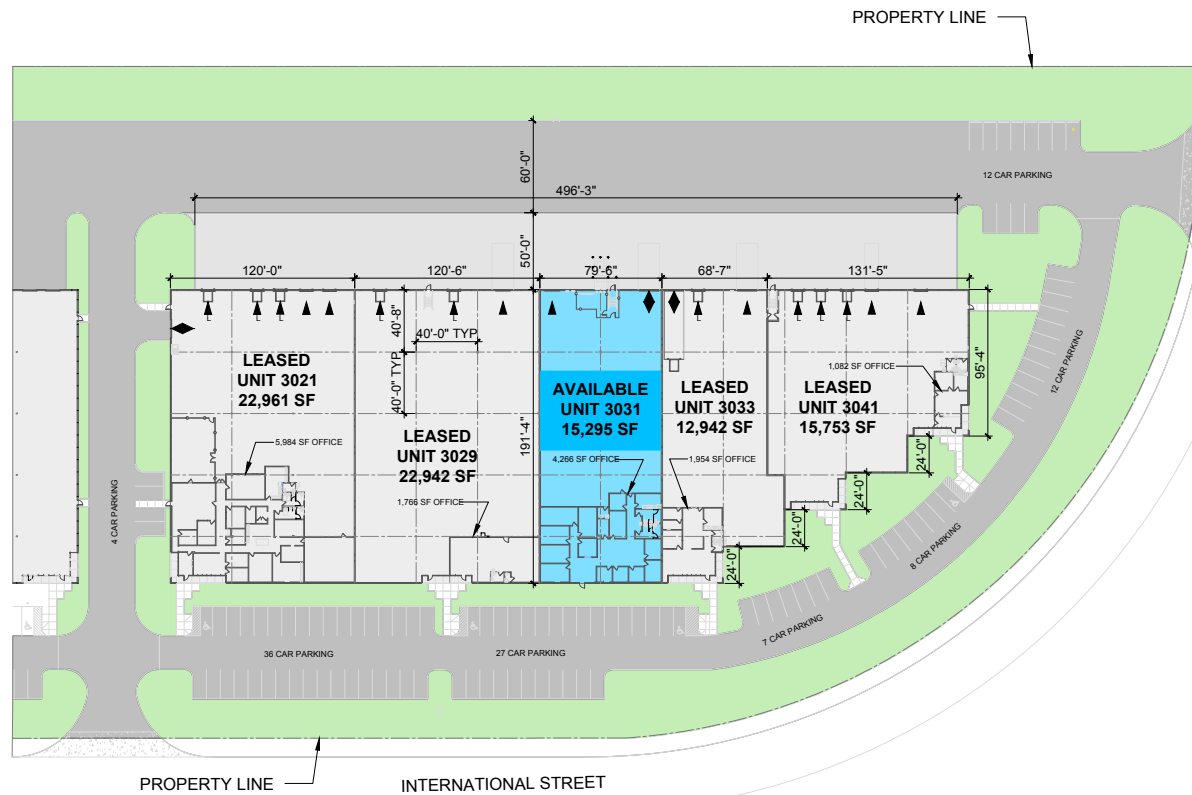 PROPERTY LINE
12 CAR PARKING
60'-0"
496'-3"
50'-0"
120'-0"
120'-6"
79'-6"
68'-7"
131'-5"
40'-8"
40'-0" TYP
40'-0" TYP
191'-4"
95'-4"
12 CAR PARKING
LEASED
UNIT 3021
22,961 SF
LEASED
UNIT 3029
22,942 SF
AVAILABLE
UNIT 3031
15,295 SF
LEASED
UNIT 3033
12,942 SF
LEASED
UNIT 3041
15,753 SF
1,082 SF OFFICE
5,984 SF OFFICE
1,766 SF OFFICE
4,266 SF OFFICE
1,954 SF OFFICE
24'-0"
24'-0"
24'-0"
24'-0"
4 CAR PARKING
8 CAR PARKING
7 CAR PARKING
36 CAR PARKING
27 CAR PARKING
PROPERTY LINE
INTERNATIONAL STREET